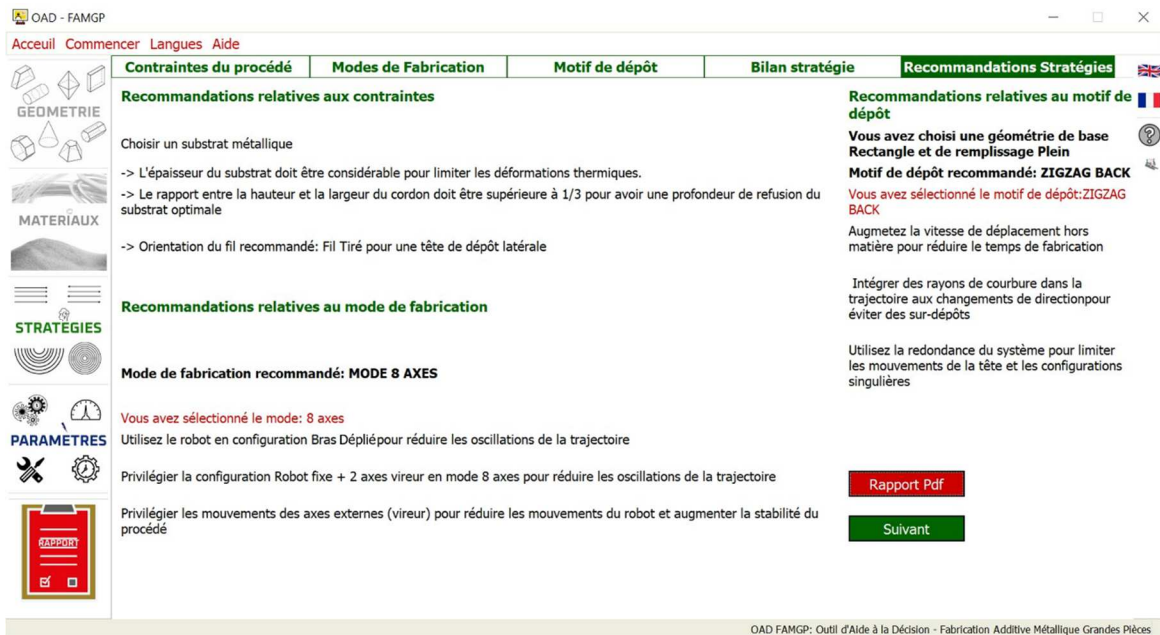 OAD - FAMGP
Acceuil Commencer Langues Aide
Contraintes du procédé Modes de Fabrication Motif de dépôt Bilan stratégie Recommandations Stratégies
GEOMETRIE
MATERIAUX
STRATÉGIES
PARAMÈTRES
RAPPORT
Recommandations relatives aux contraintes
Choisir un substrat métallique
-> L'épaisseur du substrat doit être considérable pour limiter les déformations thermiques.
-> Le rapport entre la hauteur et la largeur du cordon doit être supérieure à 1/3 pour avoir une profondeur de refusion du
substrat optimale
-> Orientation du fil recommandé: Fil Tiré pour une tête de dépôt latérale
Recommandations relatives au mode de fabrication
Mode de fabrication recommandé: MODE 8 AXES
Vous avez sélectionné le mode: 8 axes
Utilisez le robot en configuration Bras Dépliépour réduire les oscillations de la trajectoire
Privilégier la configuration Robot fixe + 2 axes vireur en mode 8 axes pour réduire les oscillations de la trajectoire
Privilégier les mouvements des axes externes (vireur) pour réduire les mouvements du robot et augmenter la stabilité du
procédé
Recommandations relatives au motif de
dépôt
Vous avez choisi une géométrie de base
Rectangle et de remplissage Plein
Motif de dépôt recommandé: ZIGZAG BACK
Vous avez sélectionné le motif de dépôt:ZIGZAG
BACK
Augmetez la vitesse de déplacement hors
matière pour réduire le temps de fabrication
Intégrer des rayons de courbure dans la
trajectoire aux changements de directionpour
éviter des sur-dépôts
Utilisez la redondance du système pour limiter
les mouvements de la tête et les configurations
singulières
Rapport Pdf
Suivant
OAD FAMGP: Outil d'Aide à la Décision - Fabrication Additive Métallique Grandes Pièces